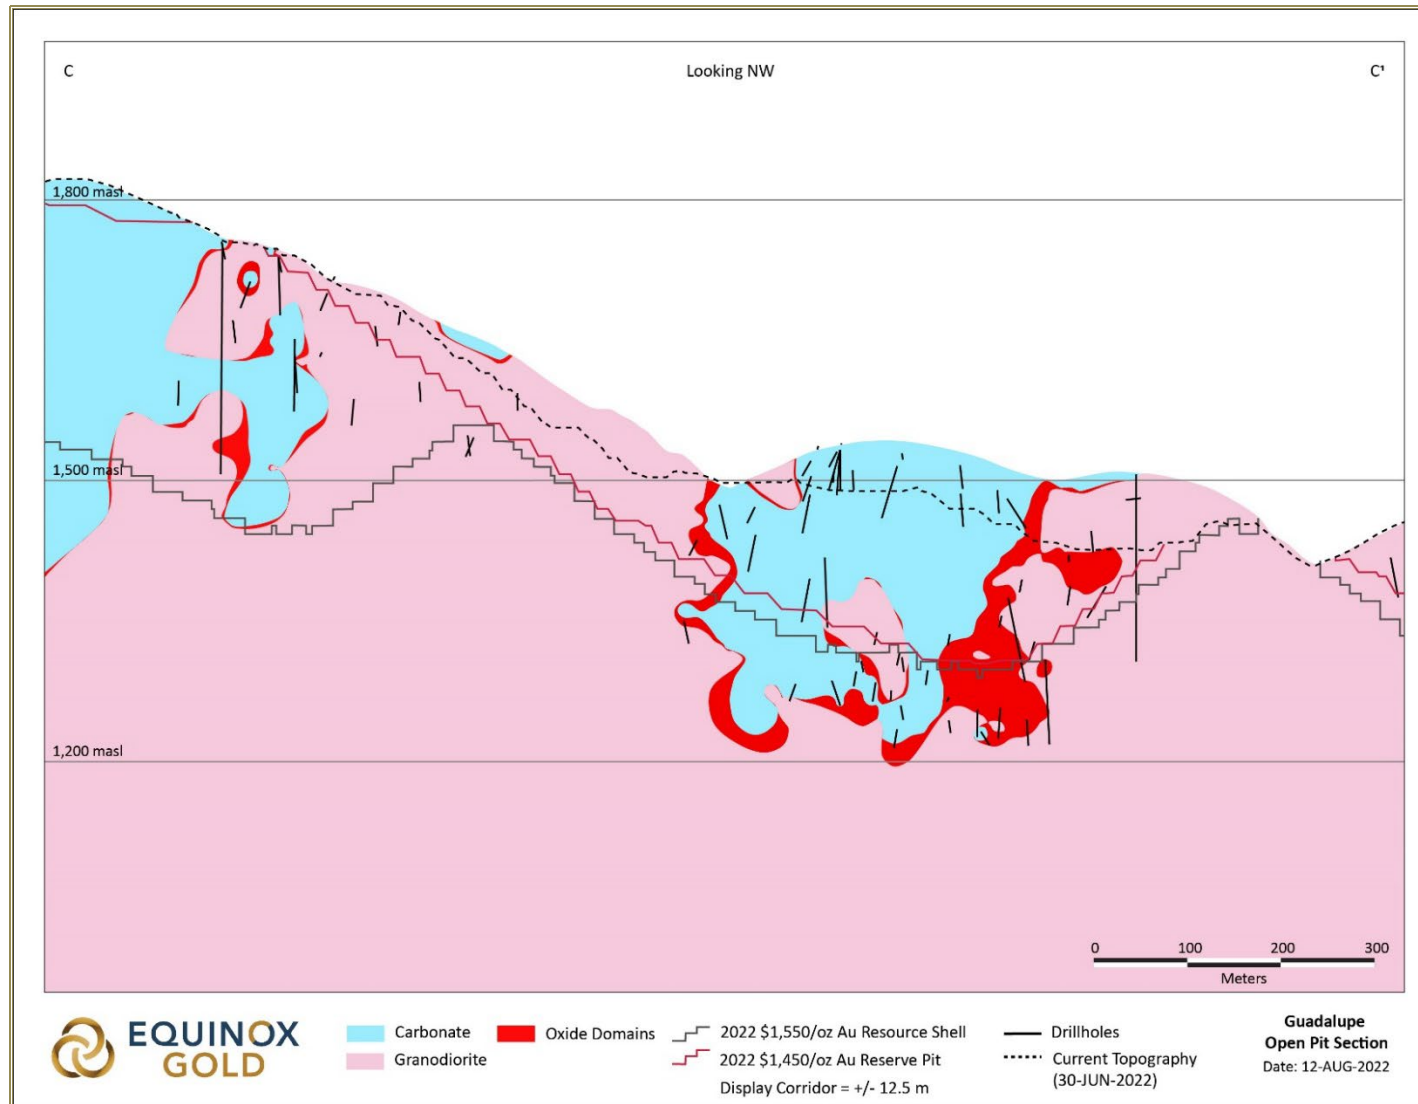 C Looking NW C'
1,800 masl
1,500 masl
1,200 masl
0 100 200 300
Meters
EQUINOX
GOLD
Carbonate
Granodiorite
Oxide Domains
2022 $1,550/oz Au Resource Shell
2022 $1,450/oz Au Reserve Pit
Display Corridor = +/- 12.5 m
Drillholes
Current Topography
(30-JUN-2022)
Guadalupe
Open Pit Section
Date: 12-AUG-2022